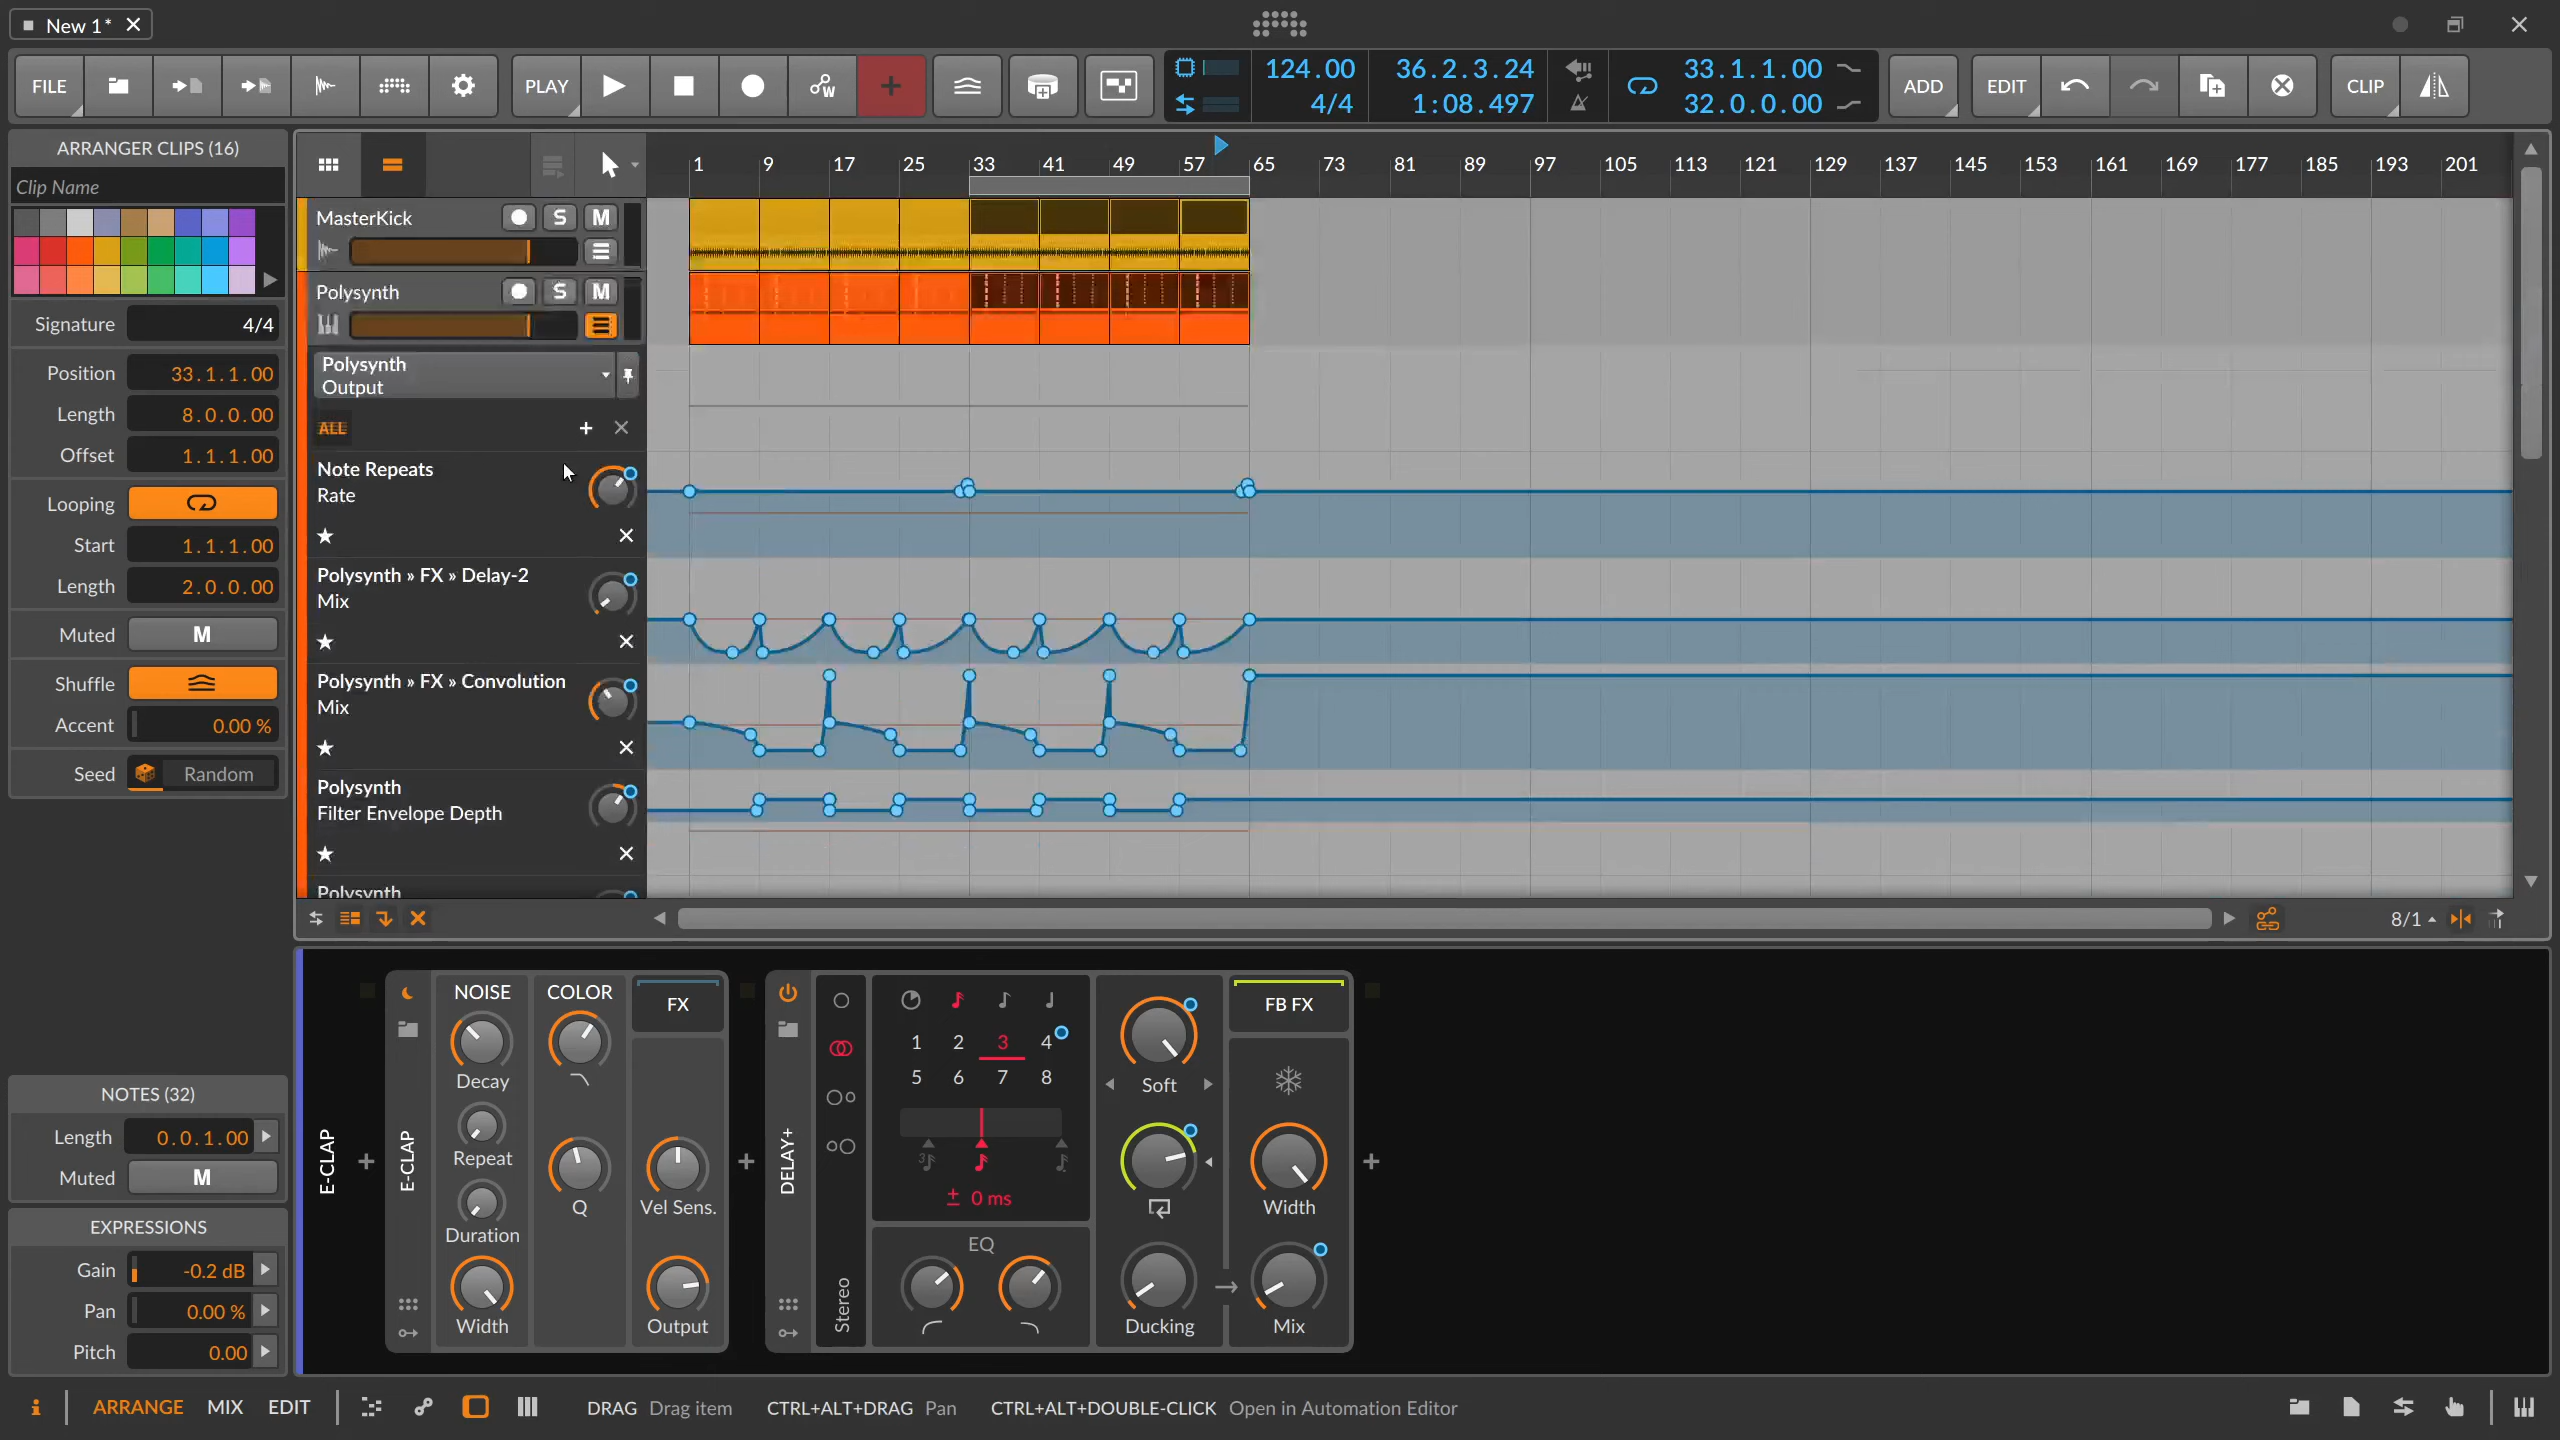 New 1*
FILE
PLAY
124.00
4/4
36.2.3.24
1:08.497
33.1.1.00
32.0.0.00
ADD
EDIT
CLIP
ARRANGER CLIPS (16)
Clip Name
Signature 4/4
Position 33.1.1.00
Length 8.0.0.00
Offset 1.1.1.00
Looping
Start 1.1.1.00
Length 2.0.0.00
Muted M
Shuffle
Accent 0.00 %
Seed Random
NOTES (32)
Length 0.0.1.00
Muted M
EXPRESSIONS
Gain -0.2 dB
Pan 0.00 %
Pitch 0.00
1 9 17 25 33 41 49 57 65 73 81 89 97 105 113 121 129 137 145 153 161 169 177 185 193 201
MasterKick S M
Polysynth S M
Polysynth
Output
ALL
Note Repeats
Rate
Polysynth » FX » Delay-2
Mix
Polysynth » FX » Convolution
Mix
Polysynth
Filter Envelope Depth
Polysynth
8/1
E-CLAP
E-CLAP
NOISE
Decay
Repeat
Duration
Width
COLOR
Q
FX
Vel Sens.
Output
DELAY+
Stereo
1 2 3 4
5 6 7 8
3
± 0 ms
EQ
Soft
Ducking
FB FX
Width
Mix
i
ARRANGE MIX EDIT
DRAG Drag item CTRL+ALT+DRAG Pan CTRL+ALT+DOUBLE-CLICK Open in Automation Editor